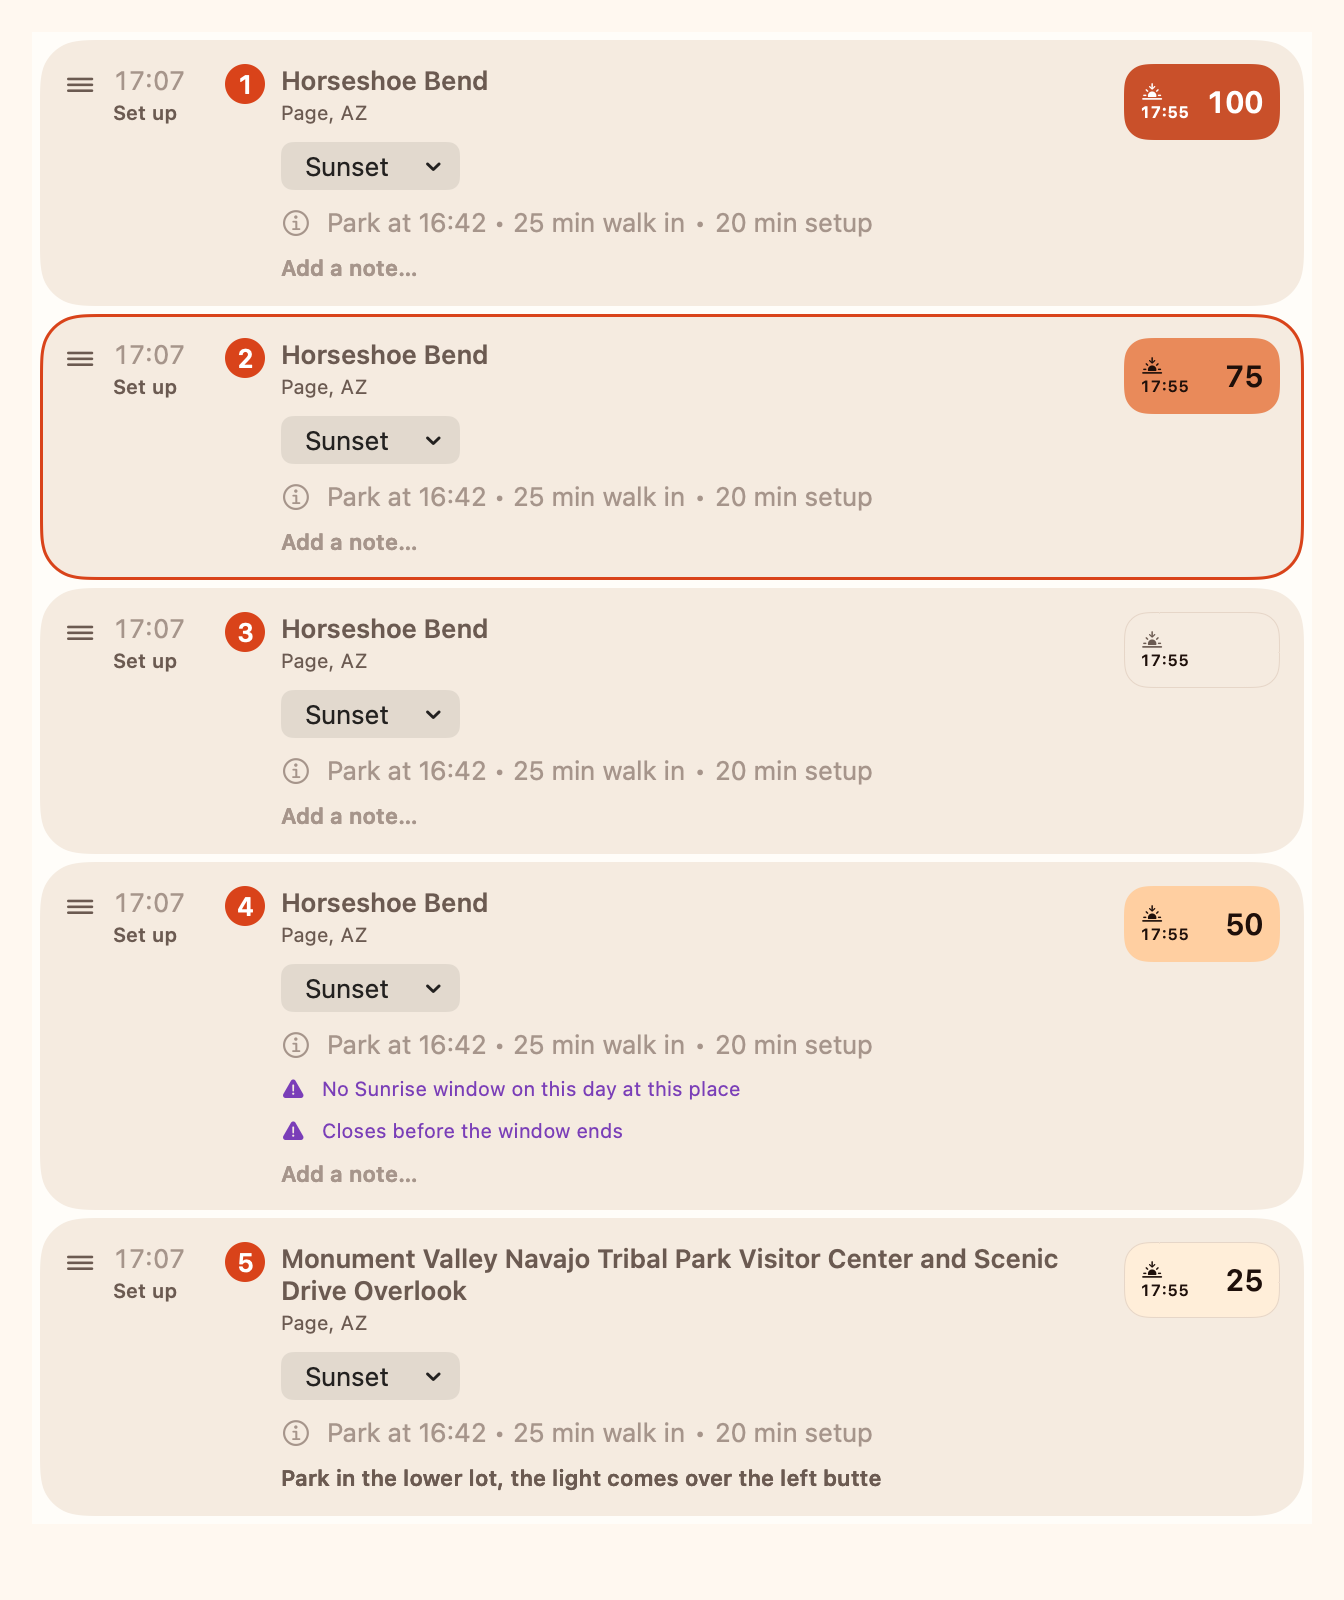 17:07
Set up
1
Horseshoe Bend
Page, AZ
Sunset
Park at 16:42 • 25 min walk in • 20 min setup
Add a note...
17:55
100
17:07
Set up
2
Horseshoe Bend
Page, AZ
Sunset
Park at 16:42 • 25 min walk in • 20 min setup
Add a note...
17:55
75
17:07
Set up
3
Horseshoe Bend
Page, AZ
Sunset
Park at 16:42 • 25 min walk in • 20 min setup
Add a note...
17:55
17:07
Set up
4
Horseshoe Bend
Page, AZ
Sunset
Park at 16:42 • 25 min walk in • 20 min setup
No Sunrise window on this day at this place
Closes before the window ends
Add a note...
17:55
50
17:07
Set up
5
Monument Valley Navajo Tribal Park Visitor Center and Scenic
Drive Overlook
Page, AZ
Sunset
Park at 16:42 • 25 min walk in • 20 min setup
Park in the lower lot, the light comes over the left butte
17:55
25